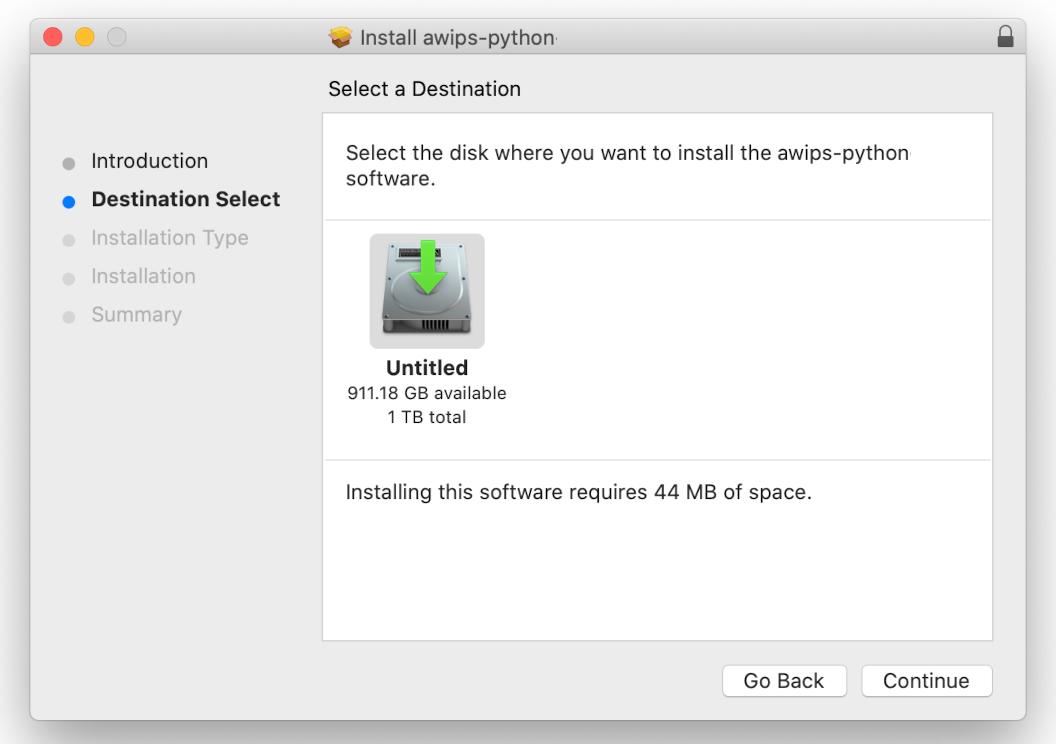 Install awips-python
Select a Destination
Introduction
Destination Select
Installation Type
Installation
Summary
Select the disk where you want to install the awips-python
software.
Untitled
911.18 GB available
1 TB total
Installing this software requires 44 MB of space.
Go Back
Continue